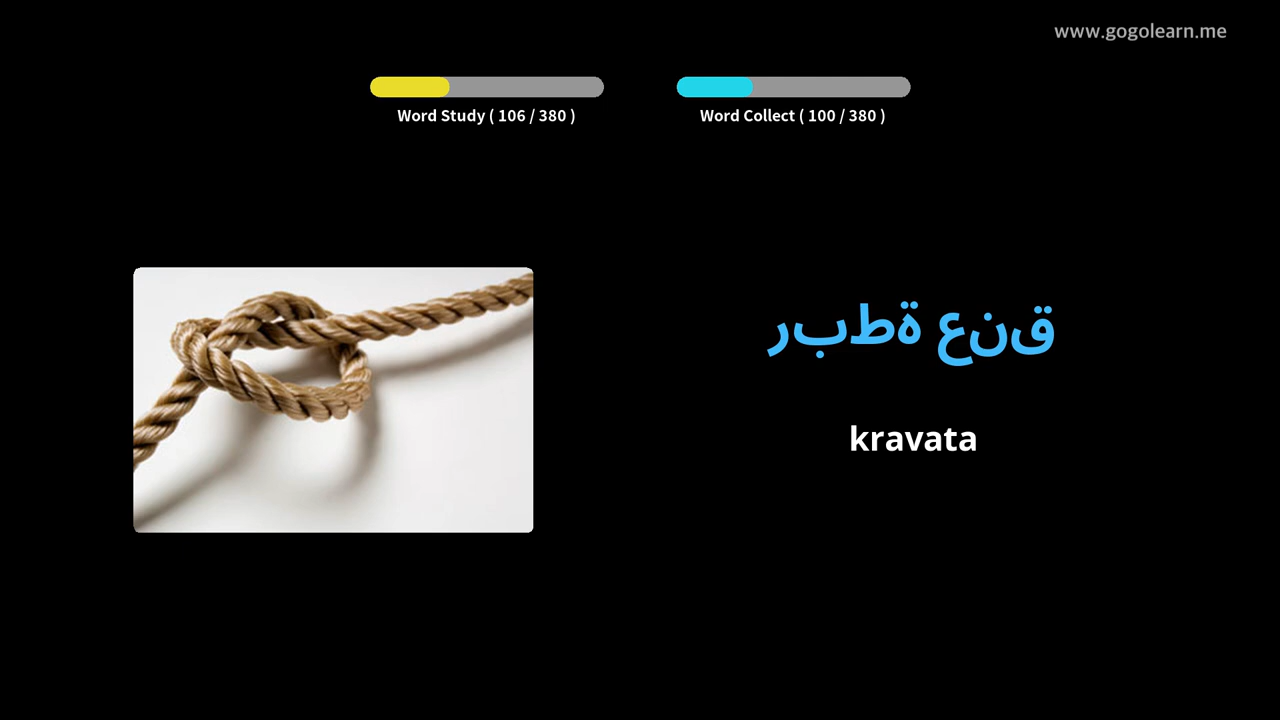 www.gogolearn.me
Word Study ( 106 / 380 )
Word Collect ( 100 / 380 )
ربطة عنق
kravata